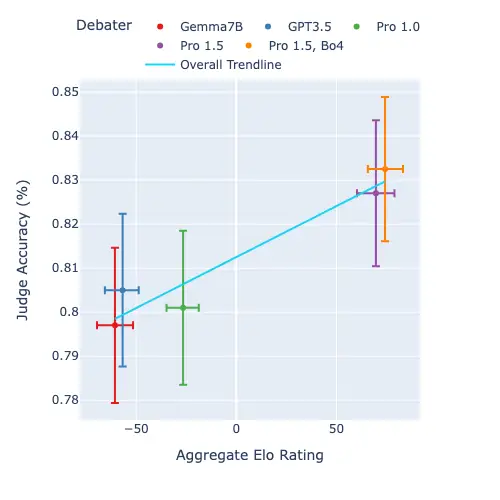 Debater
Gemma7B GPT3.5 Pro 1.0
Pro 1.5 Pro 1.5, Bo4
Overall Trendline
0.85
0.84
0.83
0.82
0.81
0.8
0.79
0.78
Judge Accuracy (%)
−50 0 50
Aggregate Elo Rating